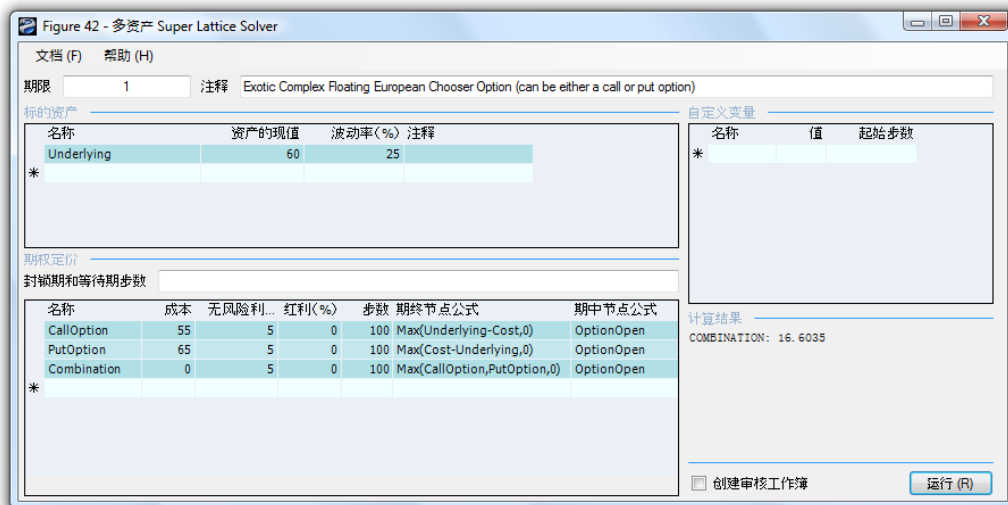 Figure 42 - 多资产 Super Lattice Solver
文档 (F) 帮助 (H)
期限 1 注释 Exotic Complex Floating European Chooser Option (can be either a call or put option)
标的资产
名称 资产的现值 波动率(%) 注释
Underlying 60 25
*
自定义变量
名称 值 起始步数
*
期权定价
封锁期和等待期步数
名称 成本 无风险利... 红利(%) 步数 期终节点公式 期中节点公式
CallOption 55 5 0 100 Max(Underlying-Cost,0) OptionOpen
PutOption 65 5 0 100 Max(Cost-Underlying,0) OptionOpen
Combination 0 5 0 100 Max(CallOption,PutOption,0) OptionOpen
*
计算结果
COMBINATION: 16.6035
创建审核工作簿 运行 (R)